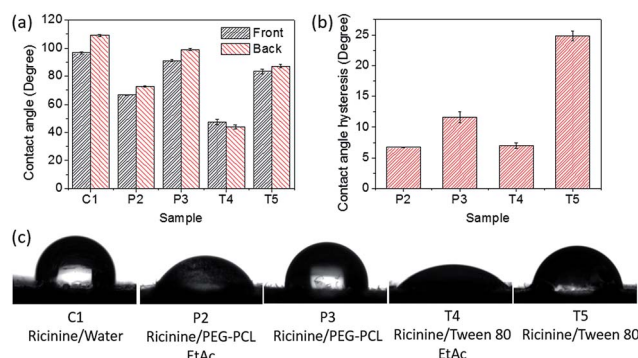 (a)
120
100
80
60
40
20
0
Contact angle (Degree)
Front
Back
C1 P2 P3 T4 T5
Sample
(b)
30
25
20
15
10
5
0
Contact angle hysteresis (Degree)
P2 P3 T4 T5
Sample
(c)
C1 P2 P3 T4 T5
Ricinine/Water Ricinine/PEG-PCL Ricinine/PEG-PCL Ricinine/Tween 80 Ricinine/Tween 80
EtAc EtAc